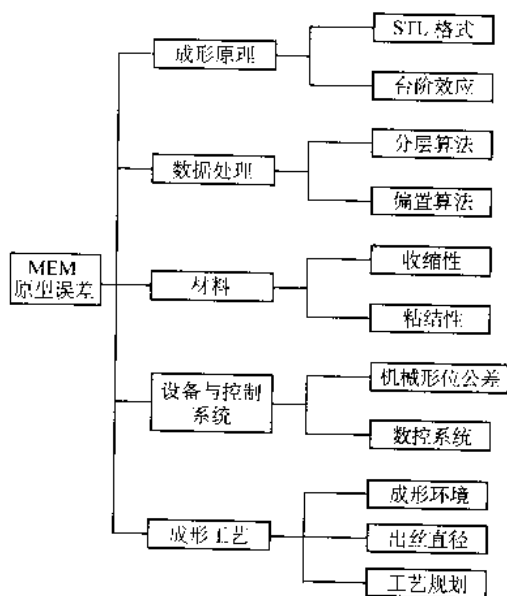 STL 格式
成形原理
台阶效应
分层算法
数据处理
偏置算法
MEM
原型误差
收缩性
材料
粘结性
机械形位公差
设备与控制
系统
数控系统
成形环境
成形工艺
出丝直径
工艺规划